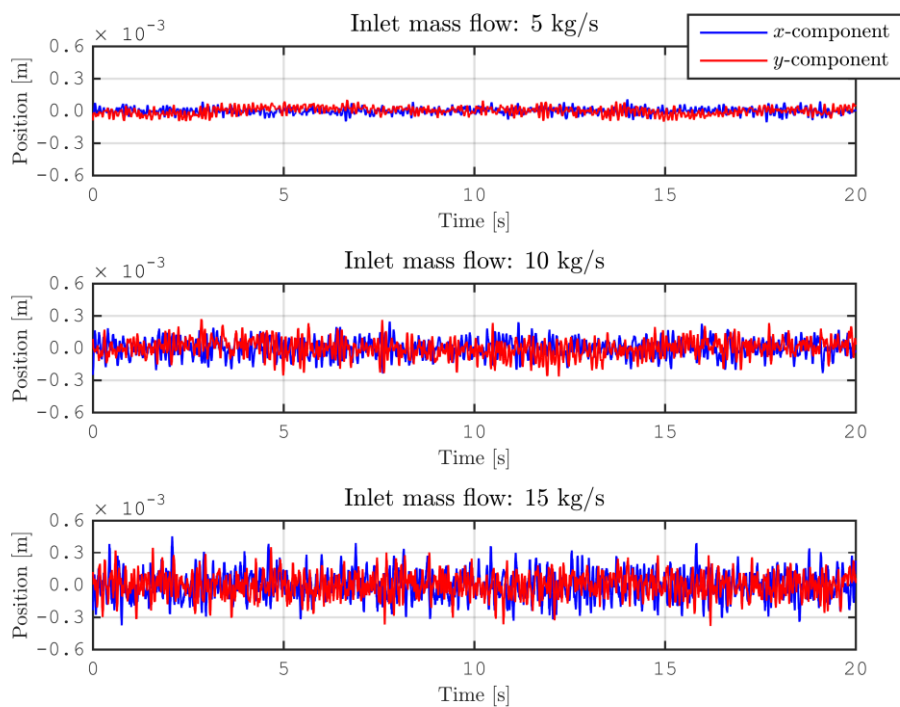 Inlet mass flow: 5 kg/s
x-component
y-component
× 10⁻³
Position [m]
0.6
0.3
0.0
−0.3
−0.6
0 5 10 15 20
Time [s]
Inlet mass flow: 10 kg/s
× 10⁻³
Position [m]
0.6
0.3
0.0
−0.3
−0.6
0 5 10 15 20
Time [s]
Inlet mass flow: 15 kg/s
× 10⁻³
Position [m]
0.6
0.3
0.0
−0.3
−0.6
0 5 10 15 20
Time [s]